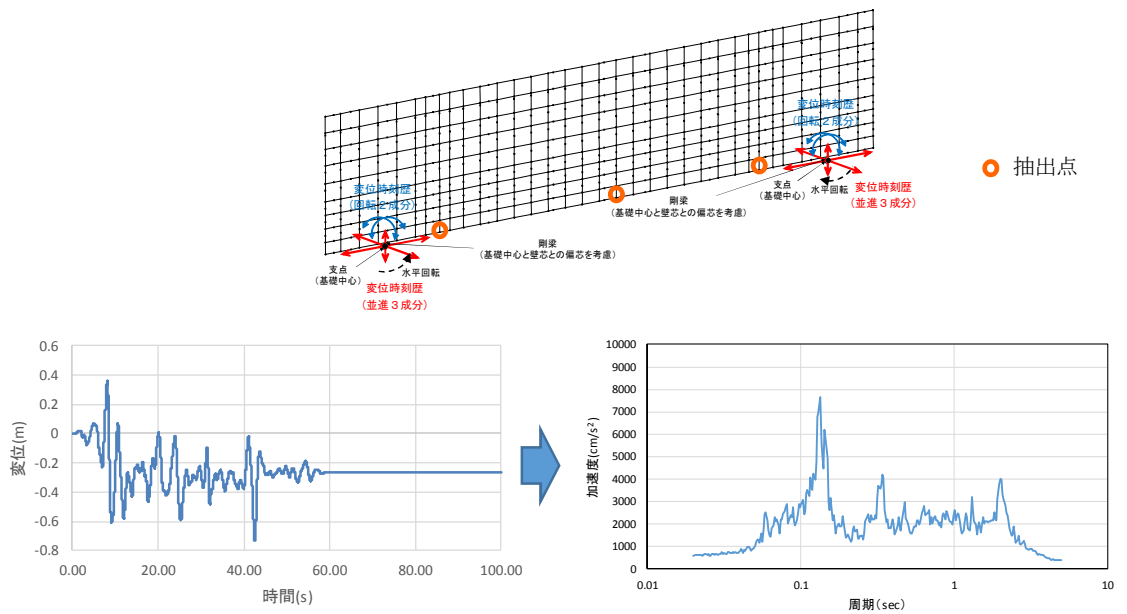 変位時刻歴
(回転2成分)
支点
(基礎中心)
水平回転
変位時刻歴
(並進3成分)
剛梁
(基礎中心と壁芯との偏芯を考慮)
剛梁
(基礎中心と壁芯との偏芯を考慮)
変位時刻歴
(回転2成分)
支点
(基礎中心)
水平回転
変位時刻歴
(並進3成分)
抽出点
0.6
0.4
0.2
0
-0.2
-0.4
-0.6
-0.8
変位(m)
0.00 20.00 40.00 60.00 80.00 100.00
時間(s)
10000
9000
8000
7000
6000
5000
4000
3000
2000
1000
0
加速度(cm/s²)
0.01 0.1 1 10
周期(sec)